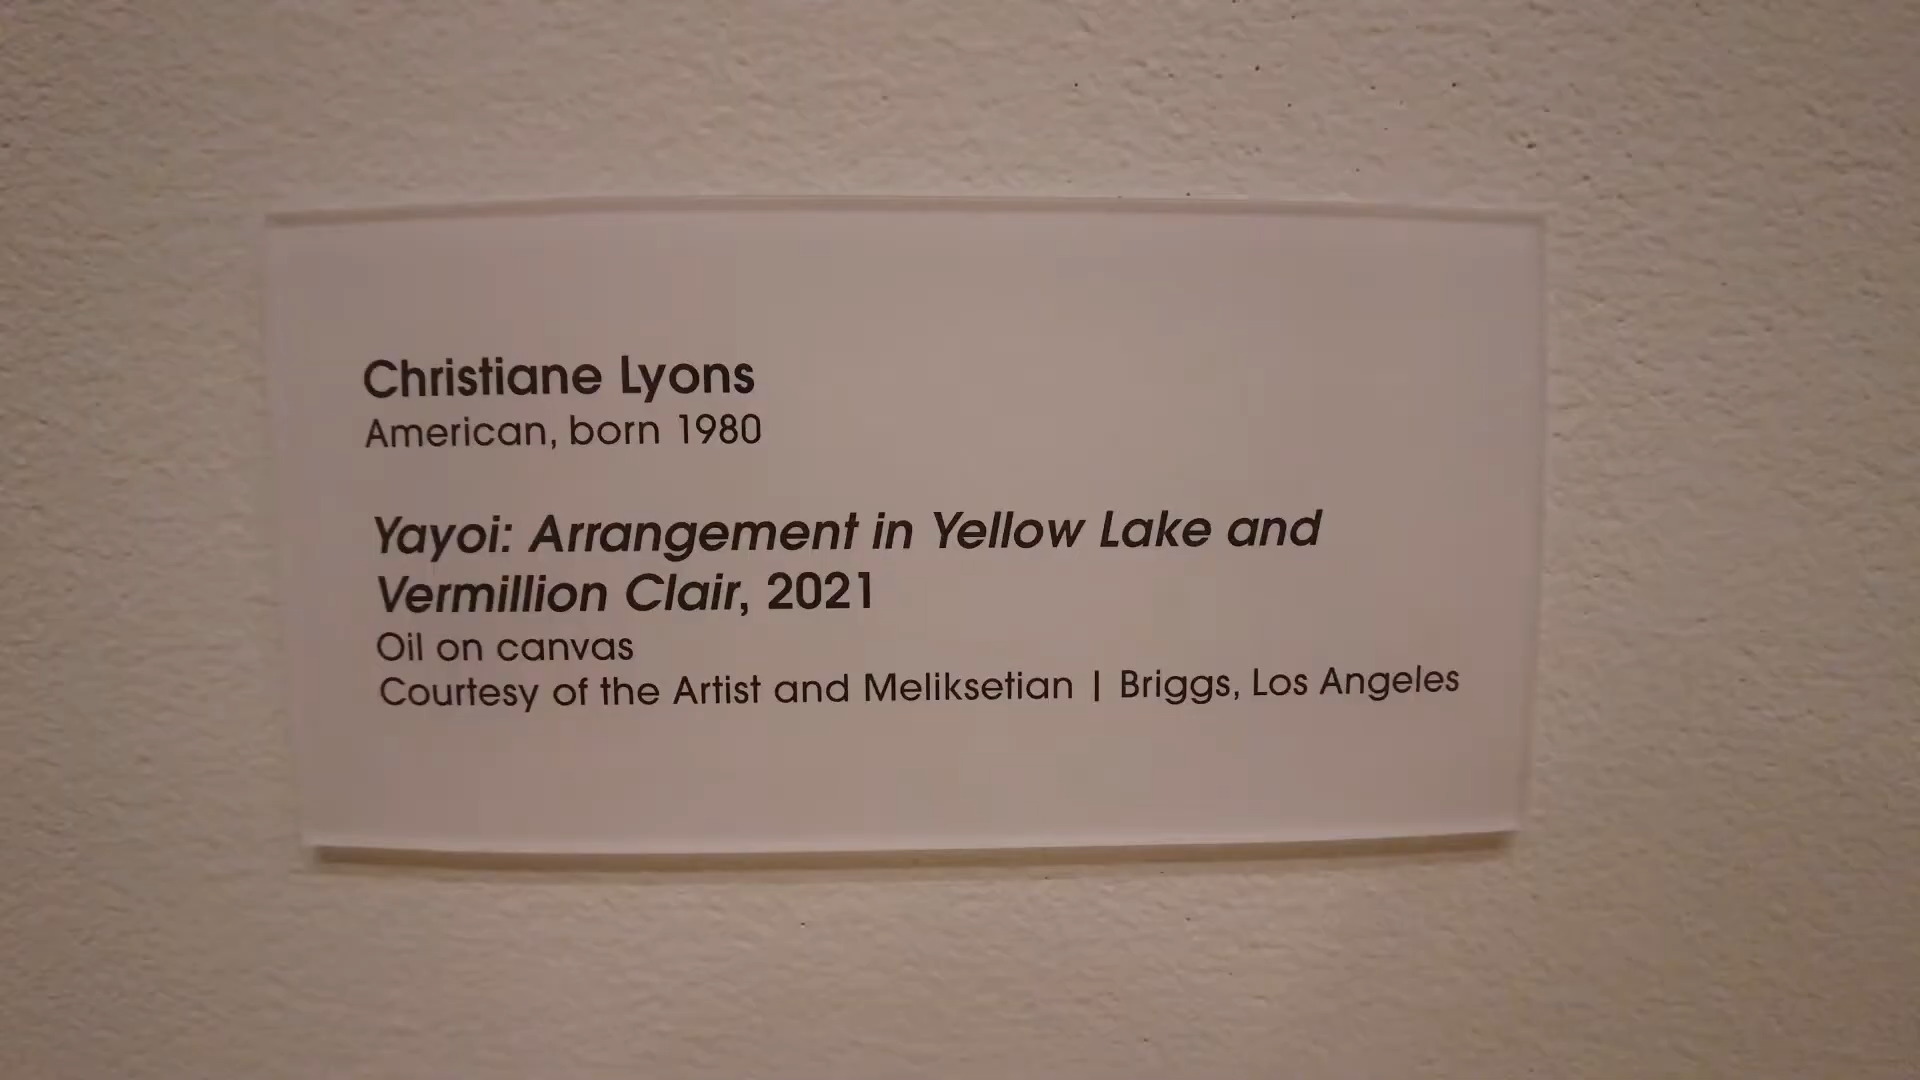 Christiane Lyons
American, born 1980
Yayoi: Arrangement in Yellow Lake and
Vermillion Clair, 2021
Oil on canvas
Courtesy of the Artist and Meliksetian | Briggs, Los Angeles